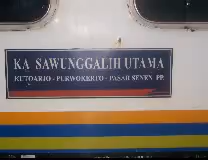 KA SAWUNGGALIH UTAMA
KUTOARJO - PURWOKERTO - PASAR SENEN PP